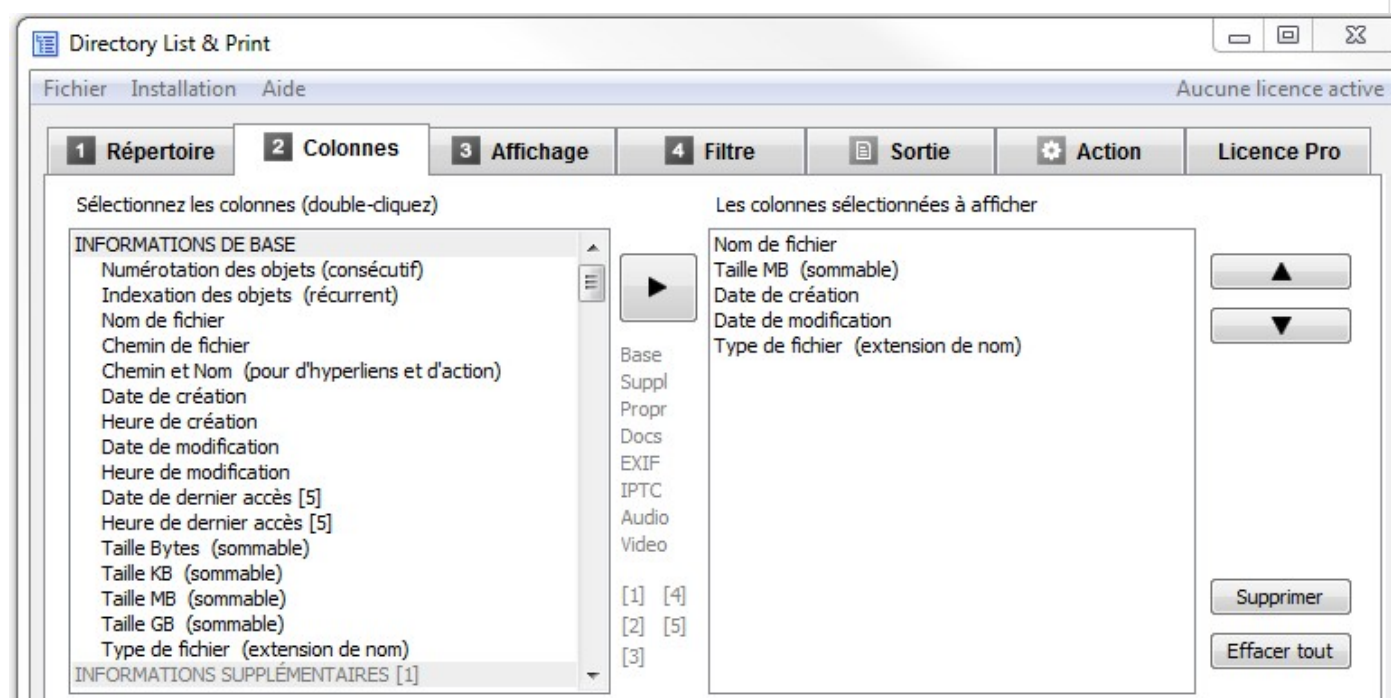 Directory List & Print
Fichier Installation Aide Aucune licence active
1 Répertoire 2 Colonnes 3 Affichage 4 Filtre Sortie Action Licence Pro
Sélectionnez les colonnes (double-cliquez)
INFORMATIONS DE BASE
Numérotation des objets (consécutif)
Indexation des objets (récurrent)
Nom de fichier
Chemin de fichier
Chemin et Nom (pour d'hyperliens et d'action)
Date de création
Heure de création
Date de modification
Heure de modification
Date de dernier accès [5]
Heure de dernier accès [5]
Taille Bytes (sommable)
Taille KB (sommable)
Taille MB (sommable)
Taille GB (sommable)
Type de fichier (extension de nom)
INFORMATIONS SUPPLÉMENTAIRES [1]
Base
Suppl
Propr
Docs
EXIF
IPTC
Audio
Video
[1] [4]
[2] [5]
[3]
Les colonnes sélectionnées à afficher
Nom de fichier
Taille MB (sommable)
Date de création
Date de modification
Type de fichier (extension de nom)
Supprimer
Effacer tout